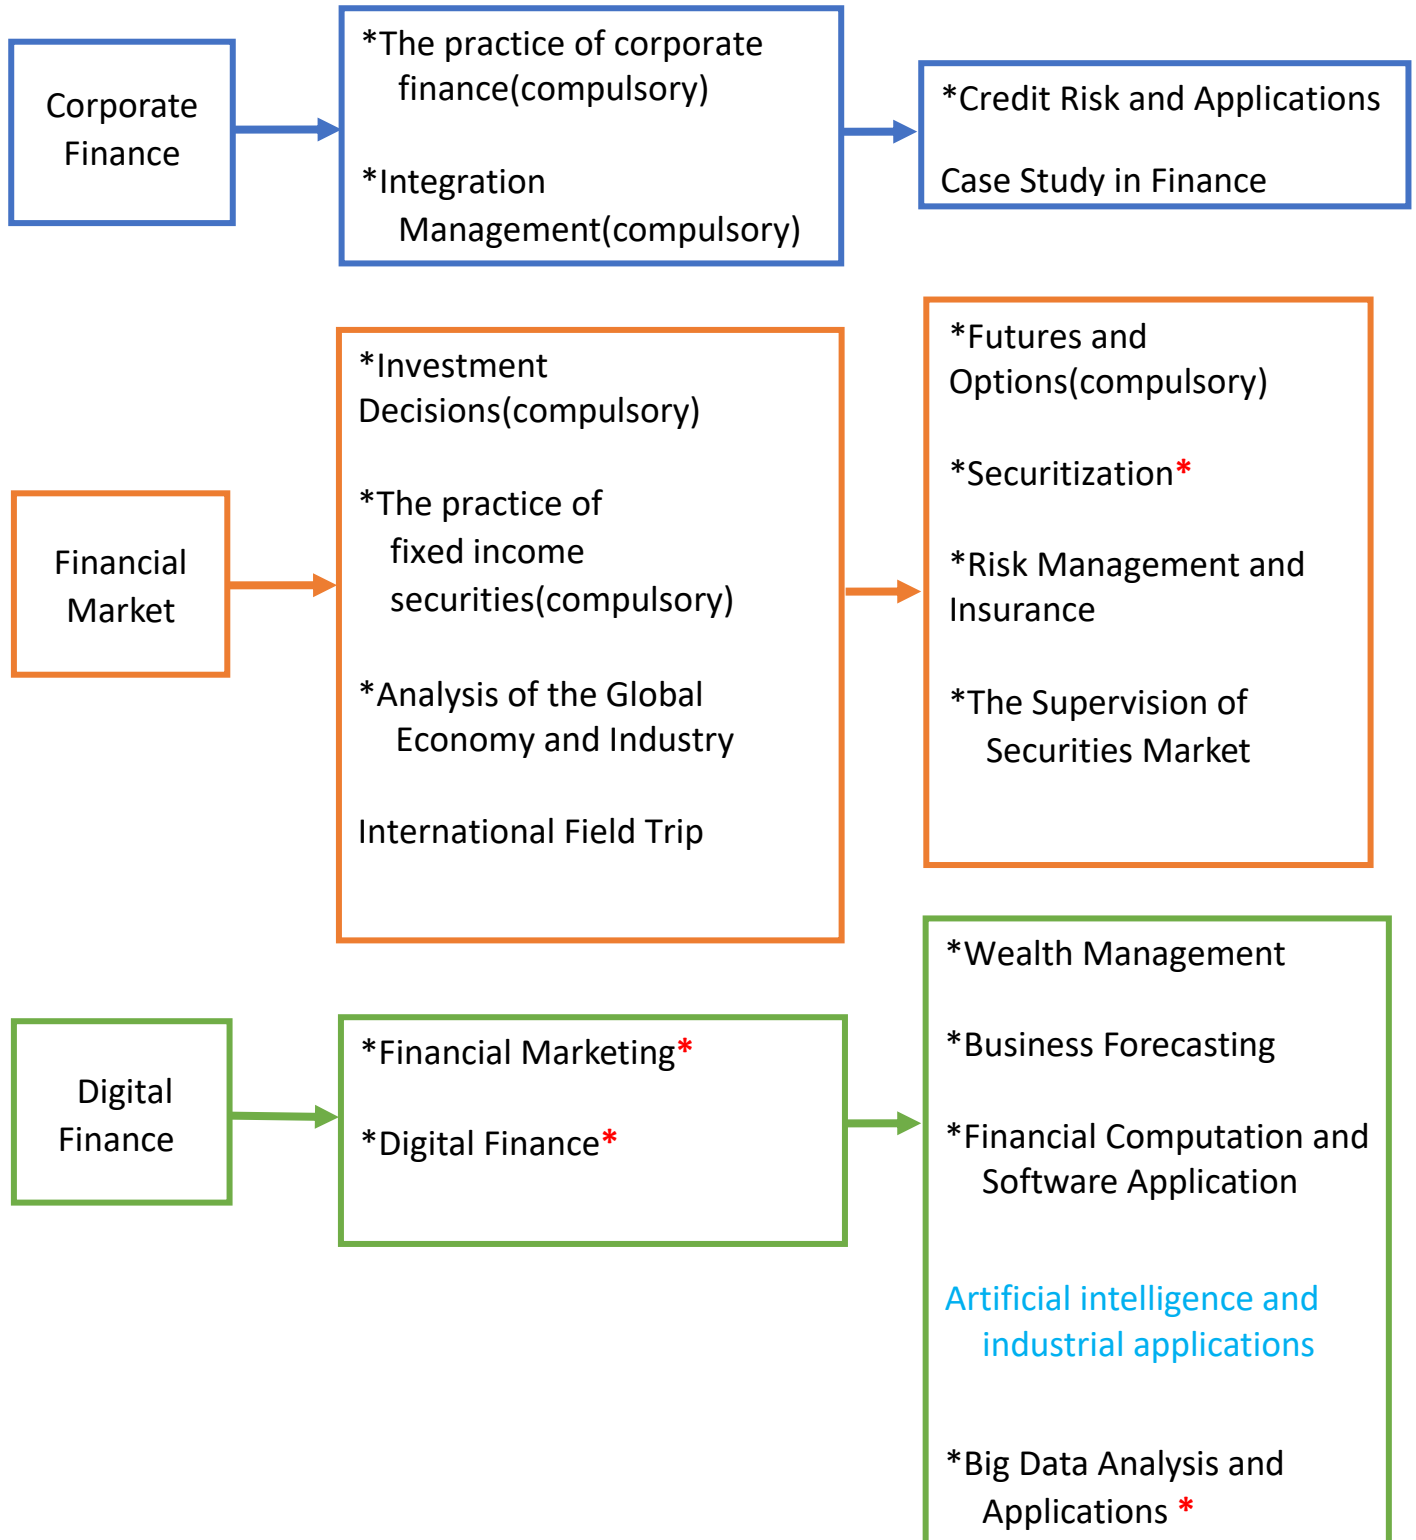 Corporate
Finance
*The practice of corporate
finance(compulsory)
*Integration
Management(compulsory)
*Credit Risk and Applications
Case Study in Finance
Financial
Market
*Investment
Decisions(compulsory)
*The practice of
fixed income
securities(compulsory)
*Analysis of the Global
Economy and Industry
International Field Trip
*Futures and
Options(compulsory)
*Securitization*
*Risk Management and
Insurance
*The Supervision of
Securities Market
Digital
Finance
*Financial Marketing*
*Digital Finance*
*Wealth Management
*Business Forecasting
*Financial Computation and
Software Application
Artificial intelligence and
industrial applications
*Big Data Analysis and
Applications *